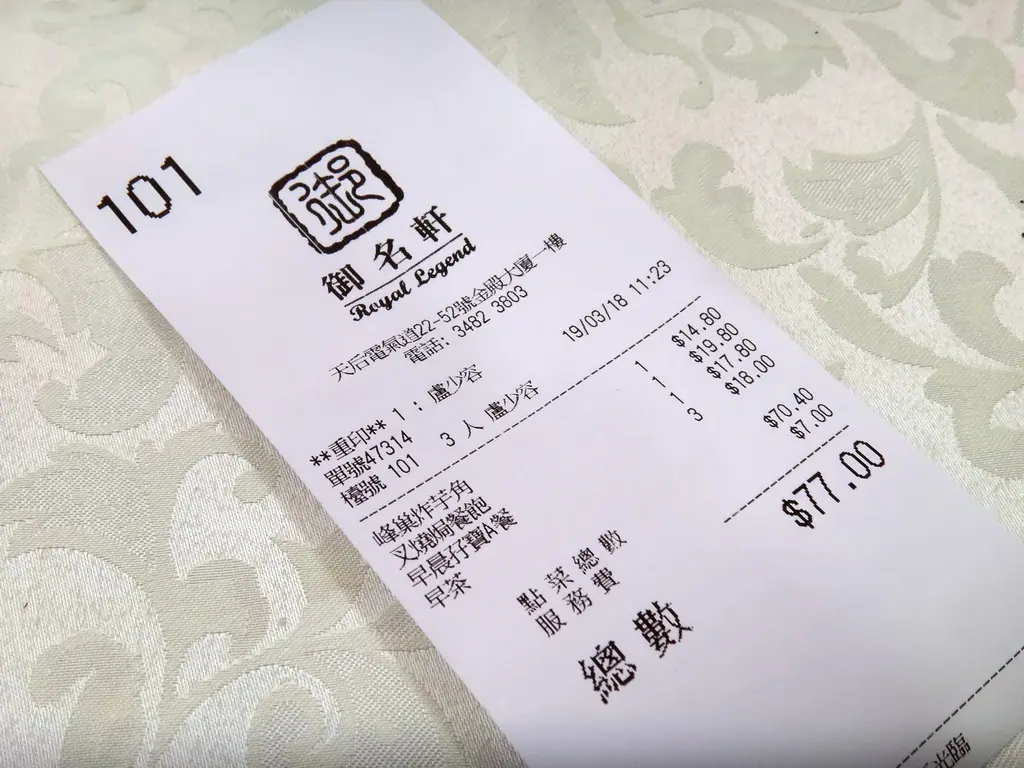 101
御名軒
Royal Legend
天后電氣道22-52號金殿大廈一樓
電話: 3482 3803
19/03/18 11:23
**重印** 1 : 盧少容
單號47314
檯號 101 3 人 盧少容
峰巢炸芋角 1 $14.80
叉燒焗餐飽 1 $19.80
早晨孖寶A餐 1 $17.80
早茶 3 $18.00
點菜總數 $70.40
服務費 $7.00
總數 $77.00
光臨